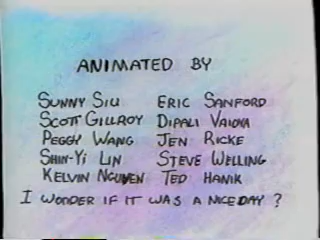 ANIMATED BY
SUNNY SIU ERIC SANFORD
SCOTT GILLROY DIPALI VAIDYA
PEGGY WANG JEN RICKE
SHIN-YI LIN STEVE WELLING
KELVIN NGUYEN TED HANIK
I WONDER IF IT WAS A NICE DAY ?